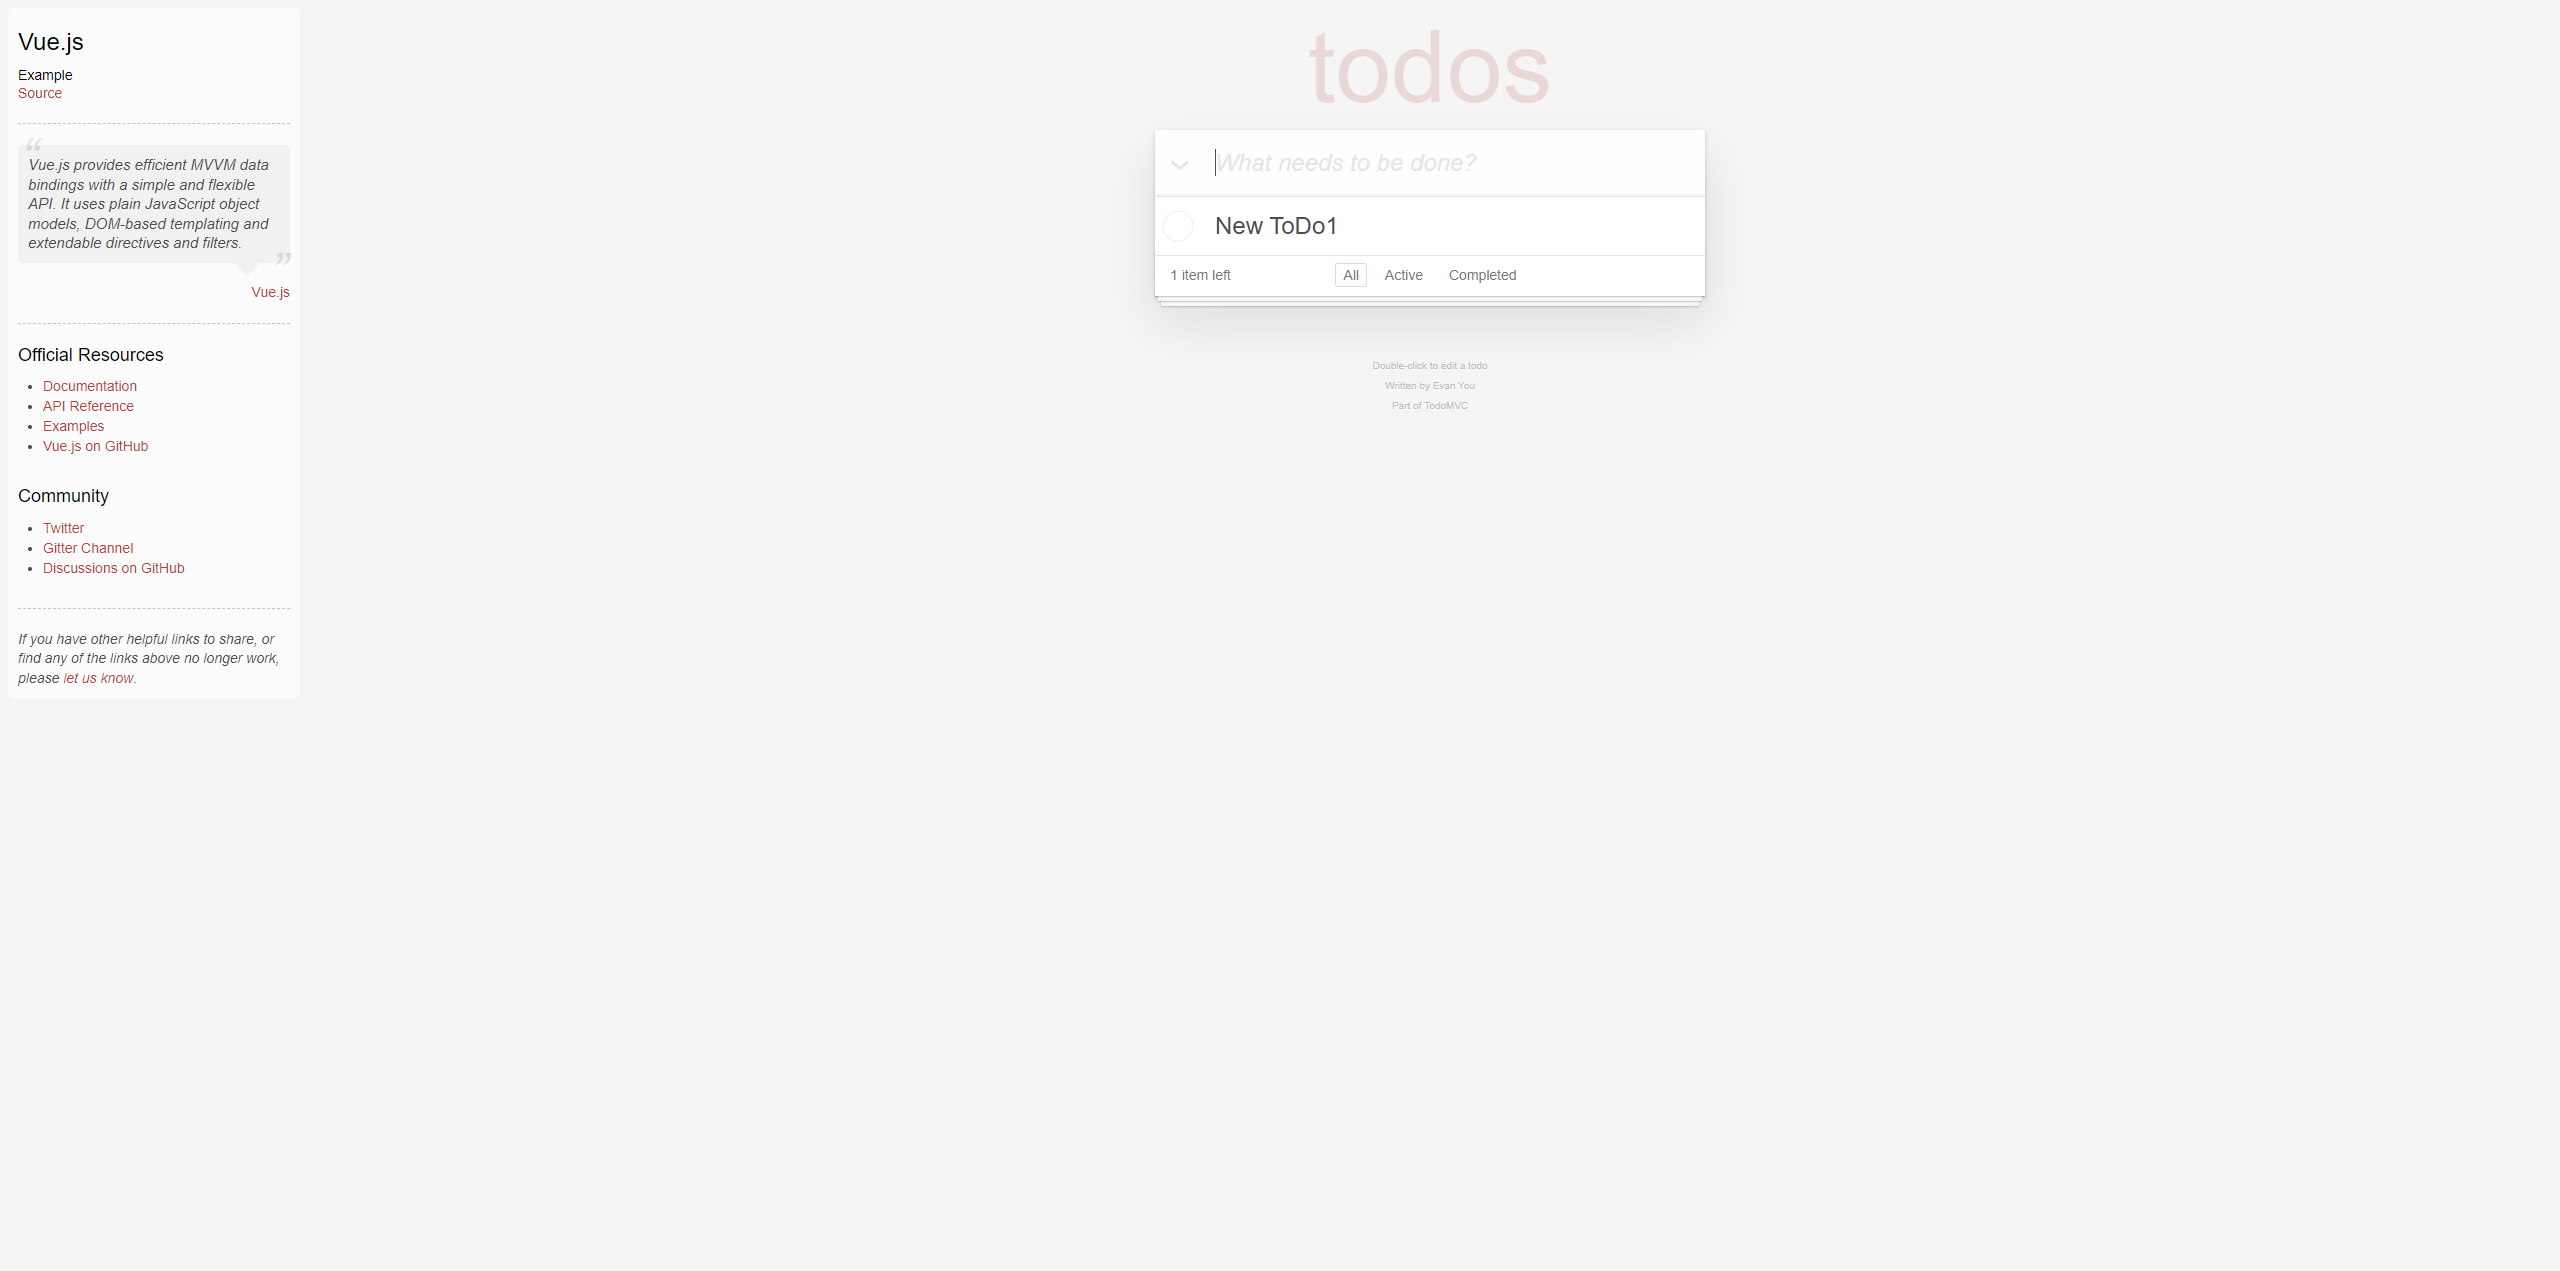 Vue.js
Example
Source
“
Vue.js provides efficient MVVM data
bindings with a simple and flexible
API. It uses plain JavaScript object
models, DOM-based templating and
extendable directives and filters.
”
Vue.js
Official Resources
• Documentation
• API Reference
• Examples
• Vue.js on GitHub
Community
• Twitter
• Gitter Channel
• Discussions on GitHub
If you have other helpful links to share, or
find any of the links above no longer work,
please let us know.
todos
What needs to be done?
New ToDo1
1 item left All Active Completed
Double-click to edit a todo
Written by Evan You
Part of TodoMVC